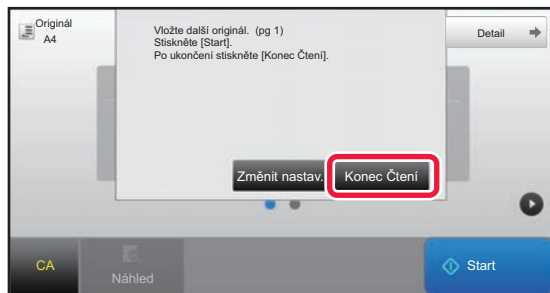 Originál
A4
Vložte další originál. (pg 1)
Stiskněte [Start].
Po ukončení stiskněte [Konec Čtení].
Detail
Změnit nastav.
Konec Čtení
CA
Náhled
Start